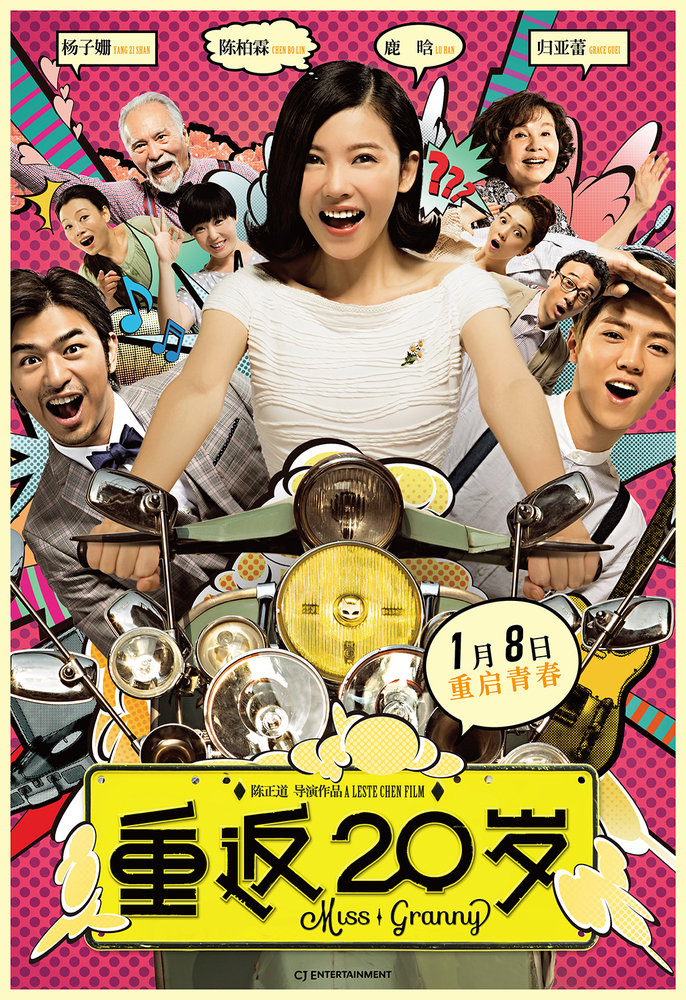 杨子姗 YANG ZI SHAN
陈柏霖 CHEN BO LIN
鹿晗 LU HAN
归亚蕾 GRACE GUEI
???
1月8日
重启青春
陈正道 导演作品 A LESTE CHEN FILM
重返20岁
Miss Granny
CJ ENTERTAINMENT